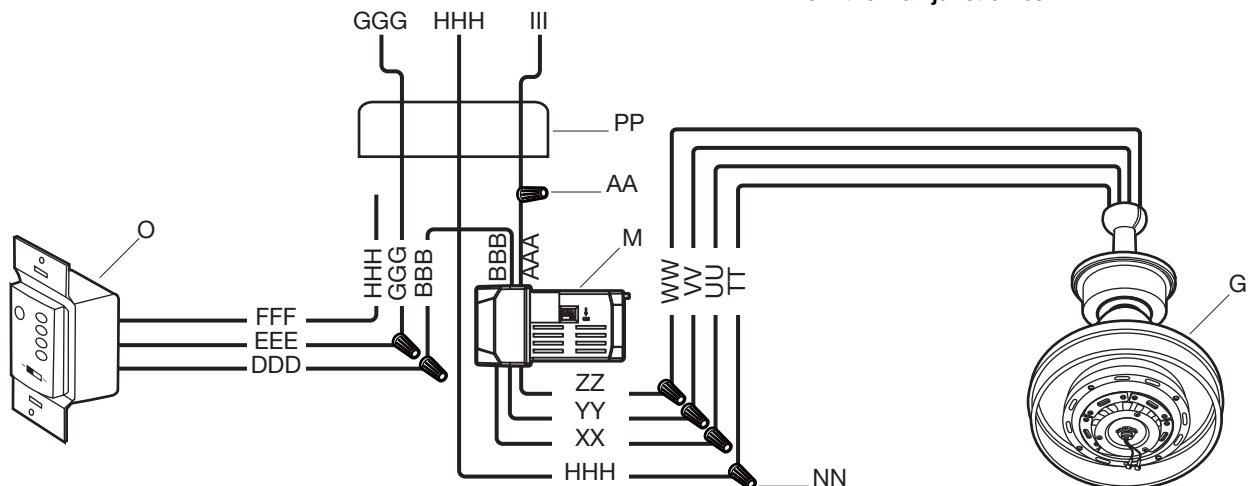 GGG HHH III
PP
AA
O
M
HHH
GGG
BBB
BBB
AAA
WW
VV
UU
TT
G
FFF
EEE
DDD
ZZ
YY
XX
HHH
NN